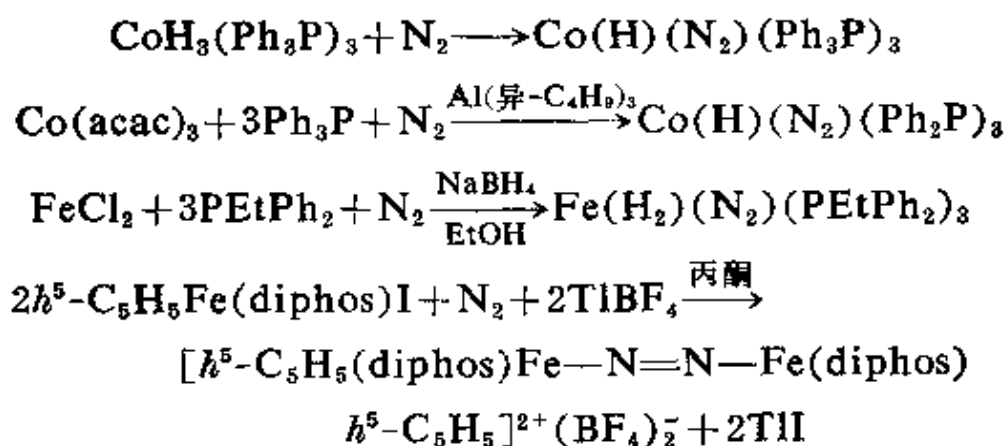 CoH₃(Ph₃P)₃+N₂⟶Co(H)(N₂)(Ph₃P)₃
Al(异-C₄H₉)₃
Co(acac)₃+3Ph₃P+N₂⟶Co(H)(N₂)(Ph₂P)₃
NaBH₄
FeCl₂+3PEtPh₂+N₂⟶Fe(H₂)(N₂)(PEtPh₂)₃
EtOH
丙酮
2h⁵-C₅H₅Fe(diphos)I+N₂+2TlBF₄⟶
[h⁵-C₅H₅(diphos)Fe—N=N—Fe(diphos)
h⁵-C₅H₅]²⁺(BF₄)₂⁻+2TlI